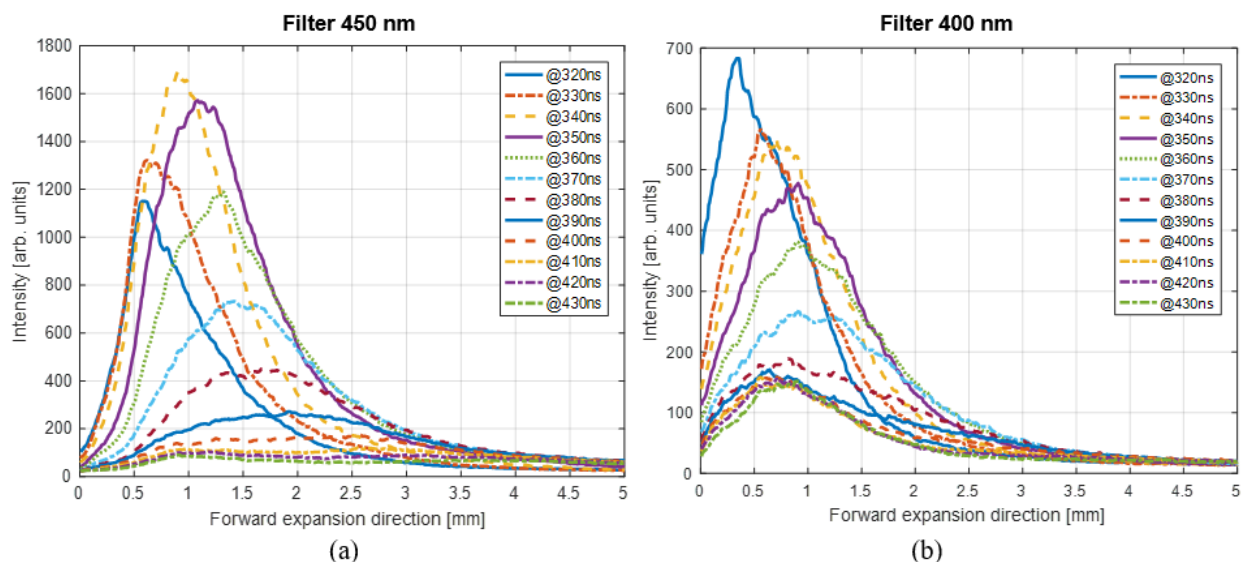 Filter 450 nm
1800
1600
1400
1200
1000
800
600
400
200
0
Intensity [arb. units]
@320ns
@330ns
@340ns
@350ns
@360ns
@370ns
@380ns
@390ns
@400ns
@410ns
@420ns
@430ns
0 0.5 1 1.5 2 2.5 3 3.5 4 4.5 5
Forward expansion direction [mm]
(a)
Filter 400 nm
700
600
500
400
300
200
100
0
Intensity [arb. units]
@320ns
@330ns
@340ns
@350ns
@360ns
@370ns
@380ns
@390ns
@400ns
@410ns
@420ns
@430ns
0 0.5 1 1.5 2 2.5 3 3.5 4 4.5 5
Forward expansion direction [mm]
(b)